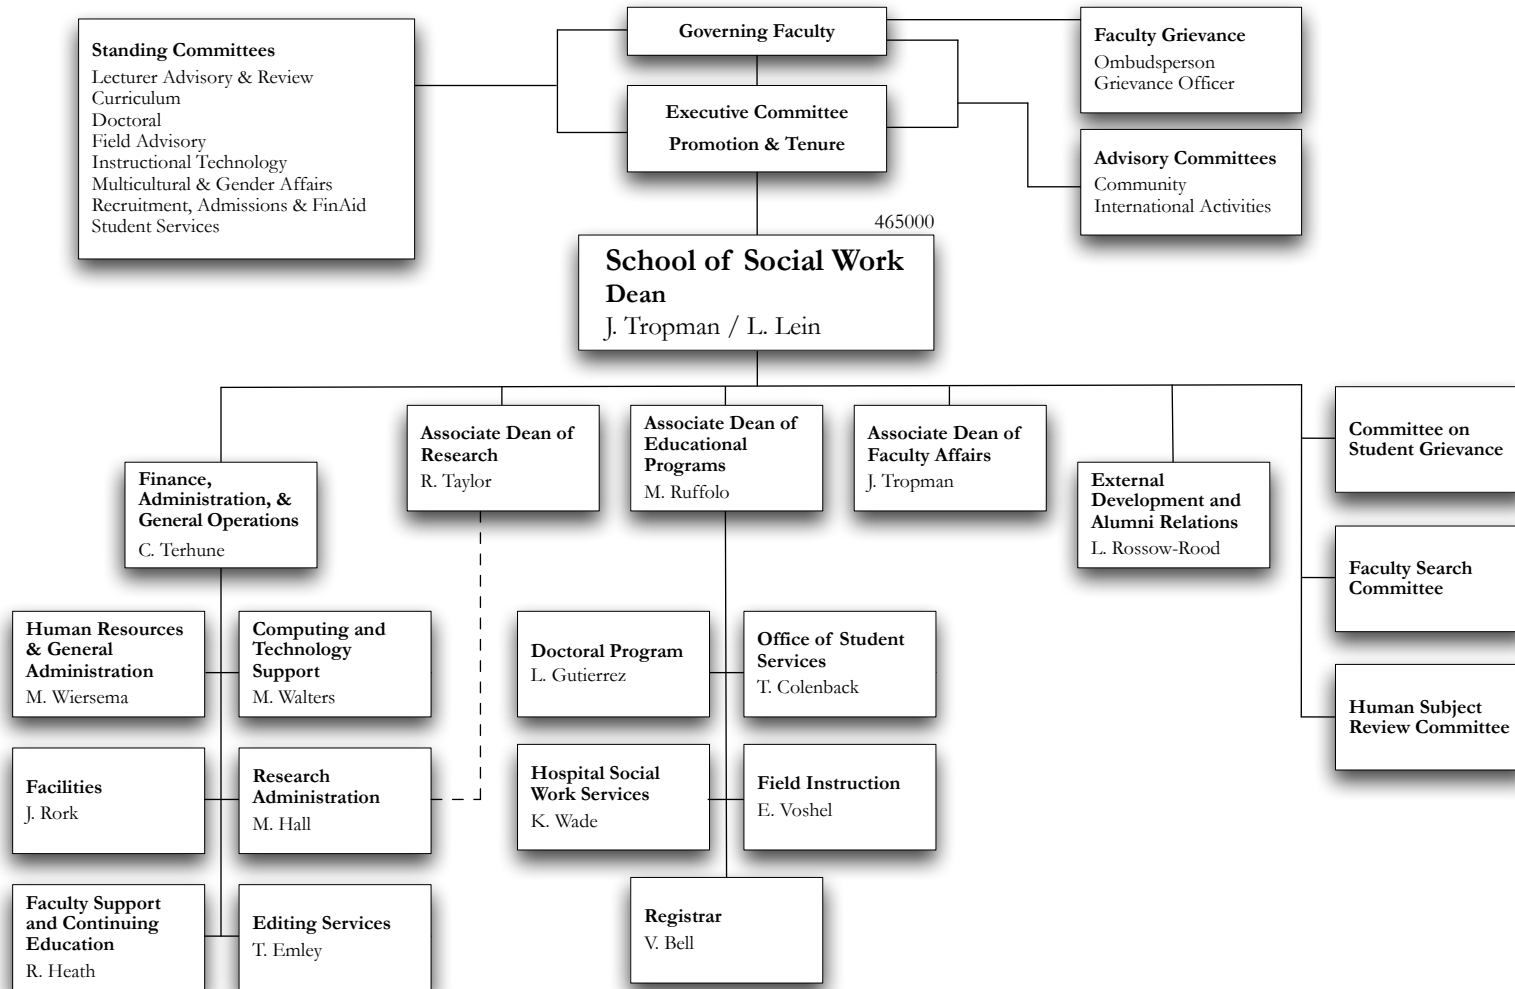 Standing Committees
Lecturer Advisory & Review
Curriculum
Doctoral
Field Advisory
Instructional Technology
Multicultural & Gender Affairs
Recruitment, Admissions & FinAid
Student Services
Governing Faculty
Executive Committee
Promotion & Tenure
Faculty Grievance
Ombudsperson
Grievance Officer
Advisory Committees
Community
International Activities
465000
School of Social Work
Dean
J. Tropman / L. Lein
Finance,
Administration, &
General Operations
C. Terhune
Associate Dean of
Research
R. Taylor
Associate Dean of
Educational
Programs
M. Ruffolo
Associate Dean of
Faculty Affairs
J. Tropman
External
Development and
Alumni Relations
L. Rossow-Rood
Committee on
Student Grievance
Faculty Search
Committee
Human Subject
Review Committee
Human Resources
& General
Administration
M. Wiersema
Computing and
Technology
Support
M. Walters
Facilities
J. Rork
Research
Administration
M. Hall
Faculty Support
and Continuing
Education
R. Heath
Editing Services
T. Emley
Doctoral Program
L. Gutierrez
Office of Student
Services
T. Colenback
Hospital Social
Work Services
K. Wade
Field Instruction
E. Voshel
Registrar
V. Bell